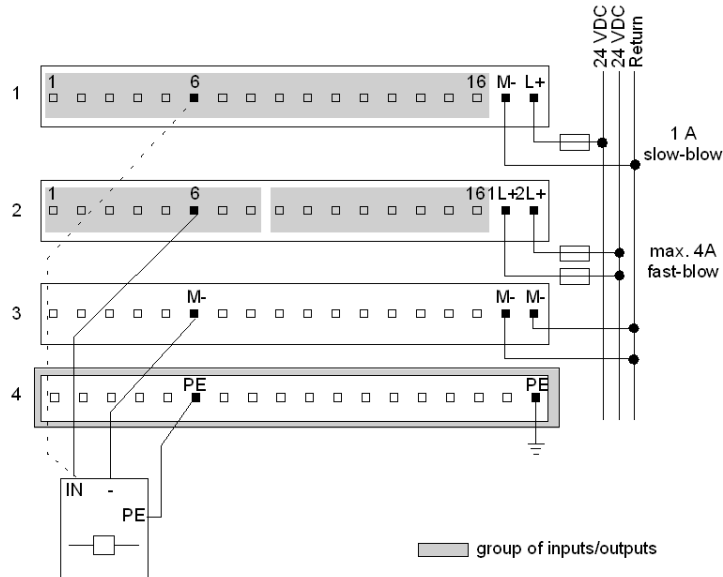 24 VDC
24 VDC
Return
1 6 16 M- L+
1
1 A
slow-blow
1 6 16 1L+ 2L+
2
max. 4A
fast-blow
M- M- M-
3
PE PE
4
IN -
PE
group of inputs/outputs